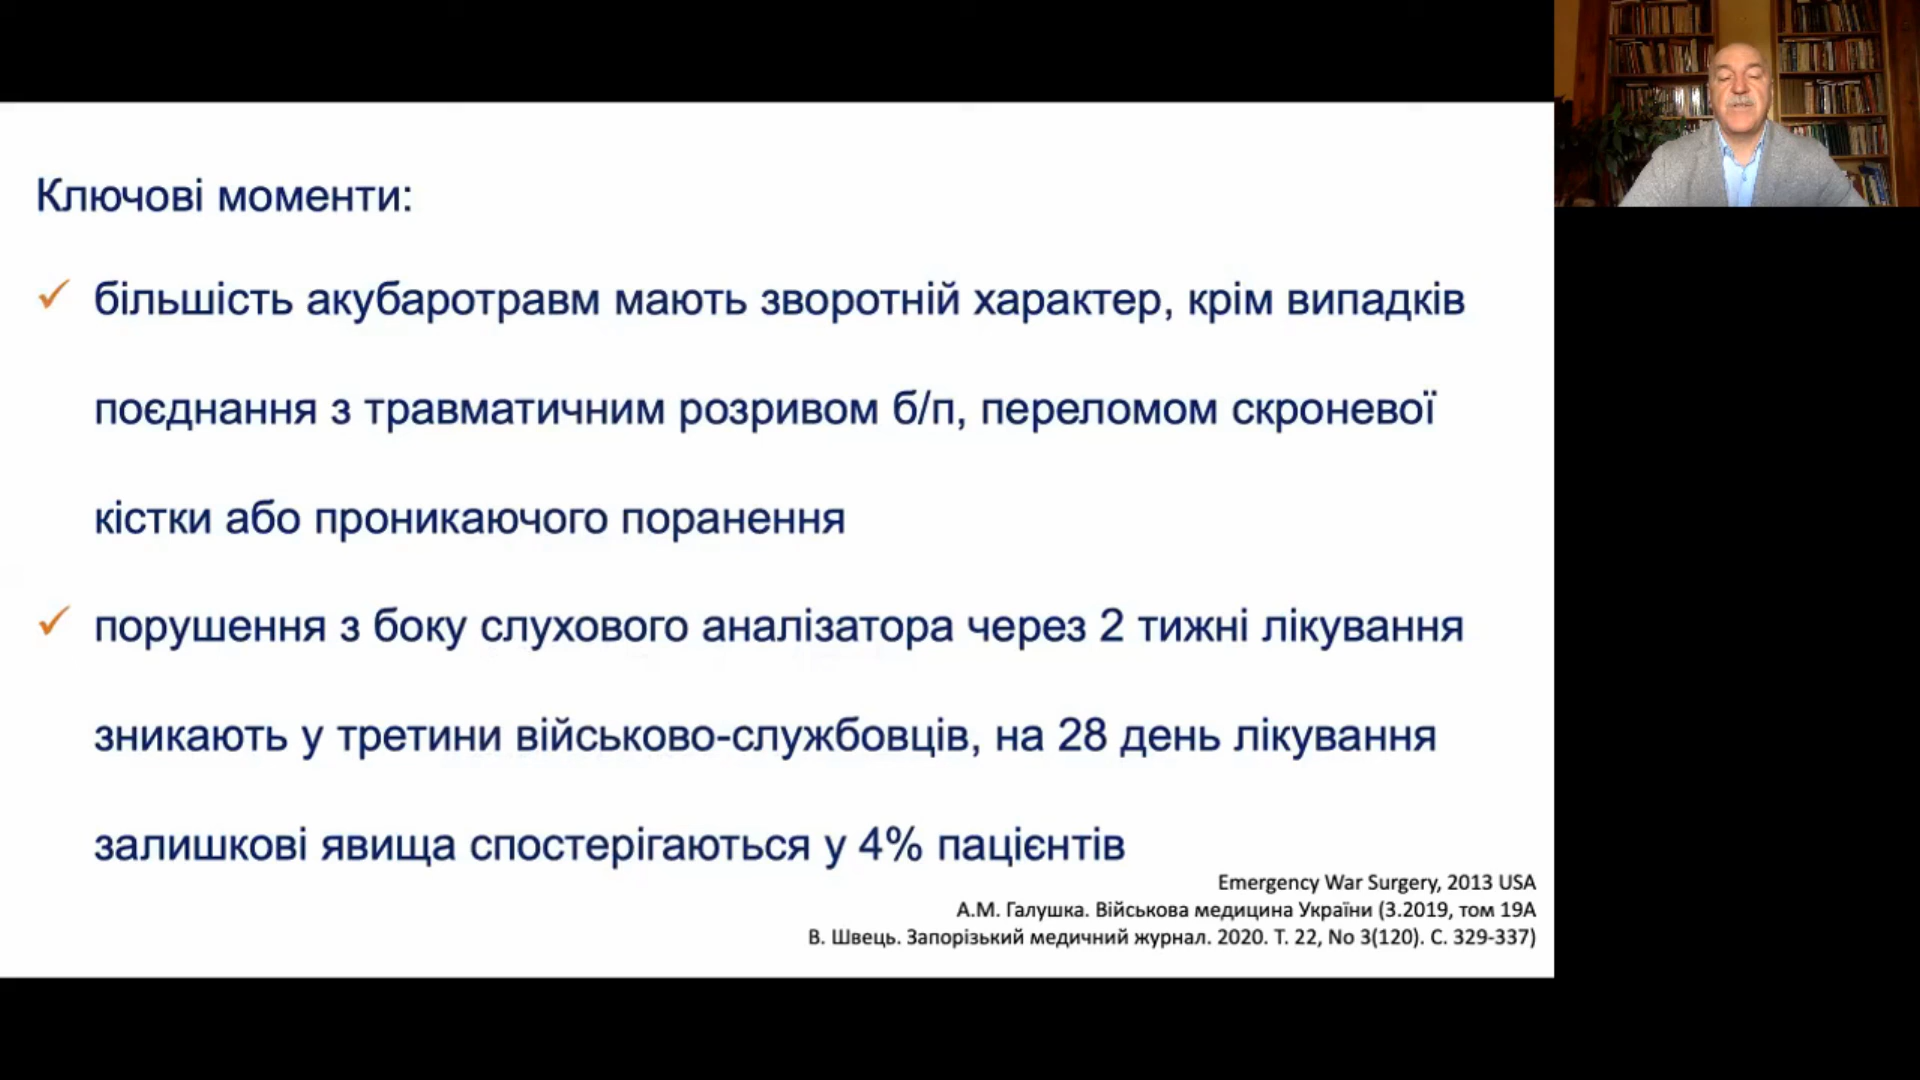 Ключові моменти:
✓ більшість акубаротравм мають зворотній характер, крім випадків
поєднання з травматичним розривом б/п, переломом скроневої
кістки або проникаючого поранення
✓ порушення з боку слухового аналізатора через 2 тижні лікування
зникають у третини військово-службовців, на 28 день лікування
залишкові явища спостерігаються у 4% пацієнтів
Emergency War Surgery, 2013 USA
А.М. Галушка. Військова медицина України (3.2019, том 19А
В. Швець. Запорізький медичний журнал. 2020. Т. 22, No 3(120). С. 329-337)